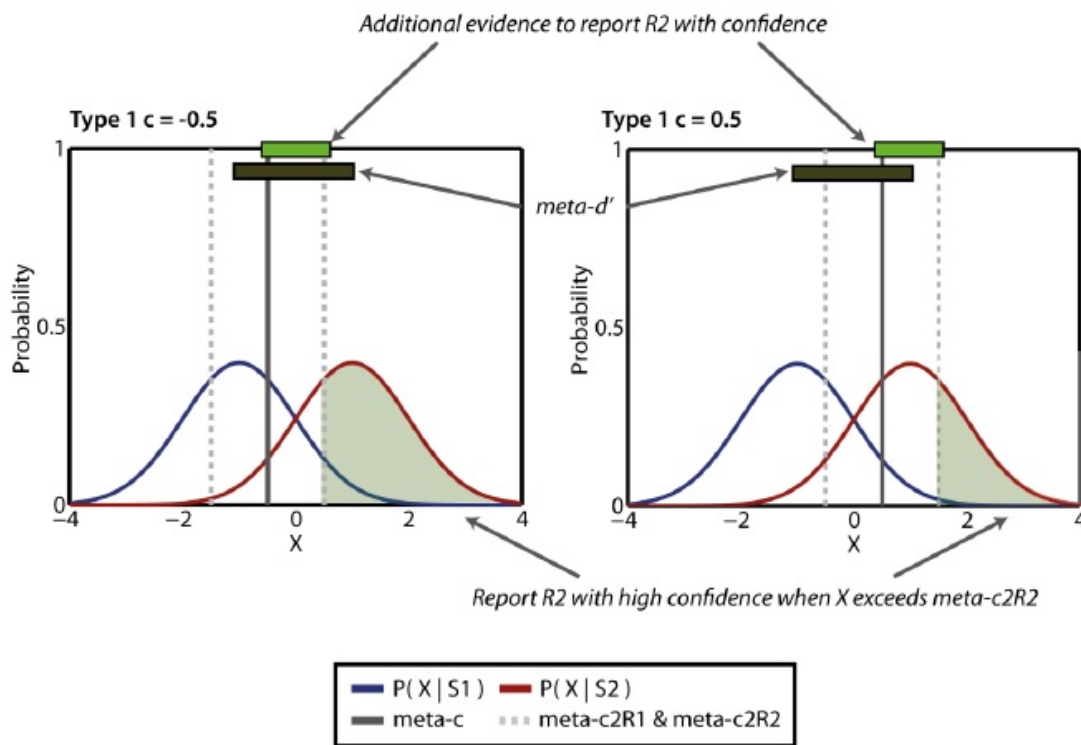 Additional evidence to report R2 with confidence
Type 1 c = -0.5
Type 1 c = 0.5
1
1
meta-d'
Probability
Probability
0.5
0.5
0
0
−4
−2
0
2
4
−4
−2
0
2
4
X
X
Report R2 with high confidence when X exceeds meta-c2R2
P( X | S1 )
P( X | S2 )
meta-c
meta-c2R1 & meta-c2R2